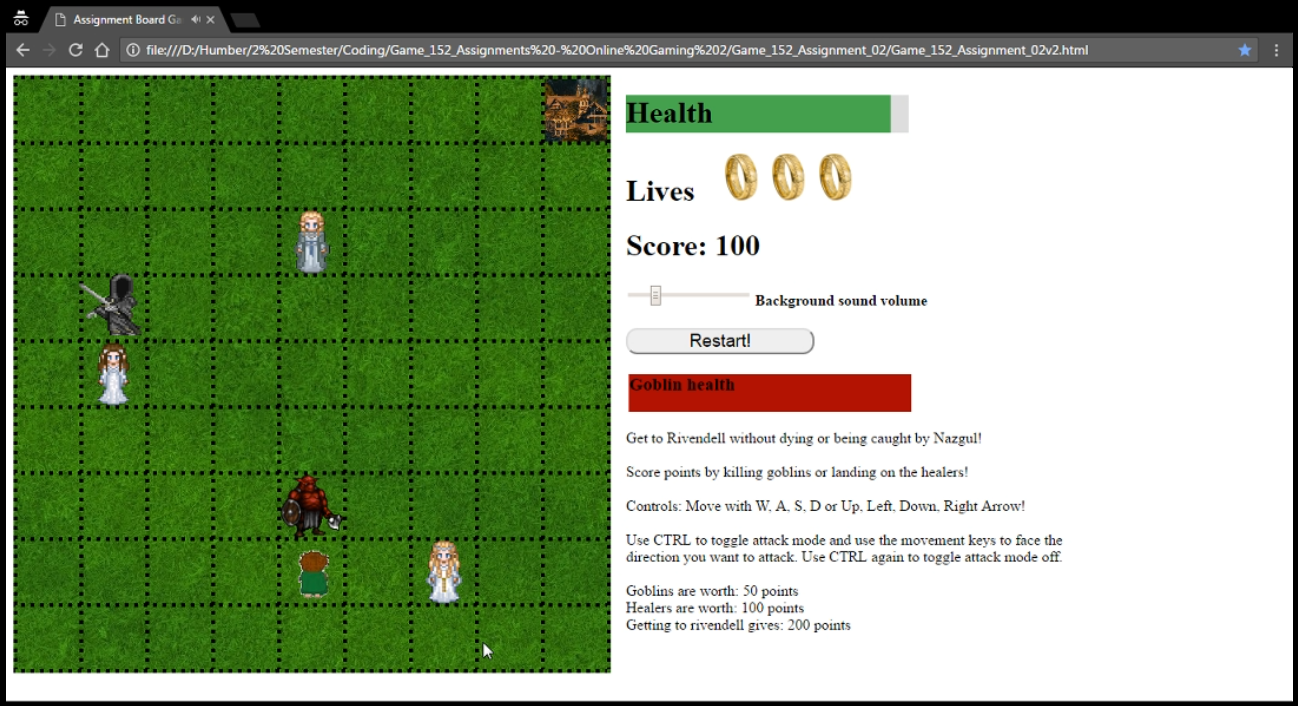 Assignment Board Ga
file:///D:/Humber/2%20Semester/Coding/Game_152_Assignments%20-%20Online%20Gaming%202/Game_152_Assignment_02/Game_152_Assignment_02v2.html
Health
Lives
Score: 100
Background sound volume
Restart!
Goblin health
Get to Rivendell without dying or being caught by Nazgul!
Score points by killing goblins or landing on the healers!
Controls: Move with W, A, S, D or Up, Left, Down, Right Arrow!
Use CTRL to toggle attack mode and use the movement keys to face the
direction you want to attack. Use CTRL again to toggle attack mode off.
Goblins are worth: 50 points
Healers are worth: 100 points
Getting to rivendell gives: 200 points